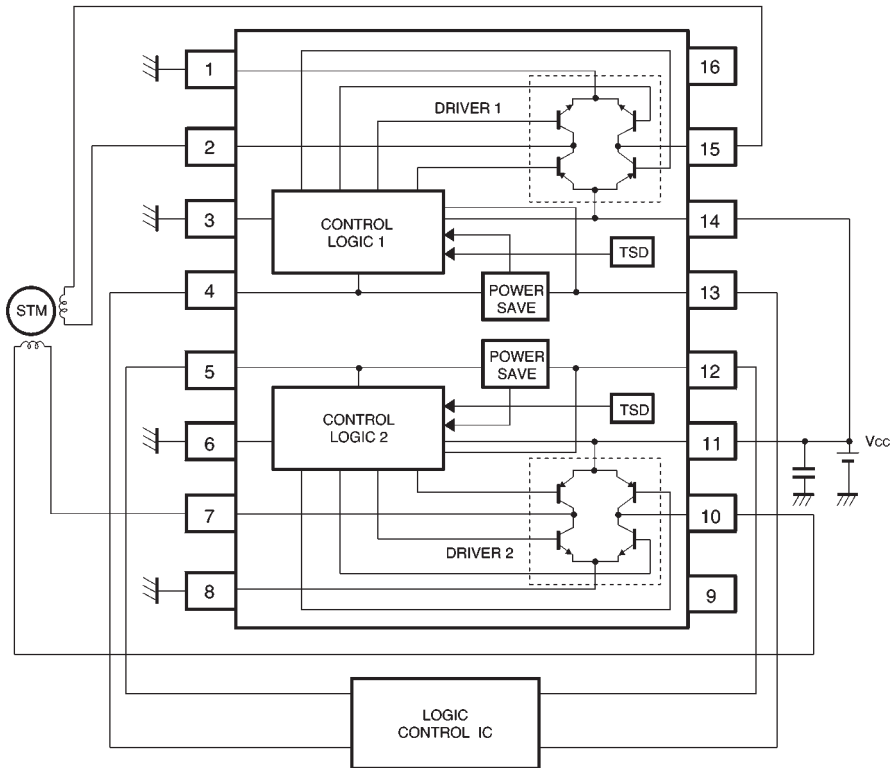 1
16
DRIVER 1
2
15
3
CONTROL
LOGIC 1
14
TSD
4
POWER
SAVE
13
STM
5
POWER
SAVE
12
TSD
6
CONTROL
LOGIC 2
11
Vcc
7
10
DRIVER 2
8
9
LOGIC
CONTROL IC